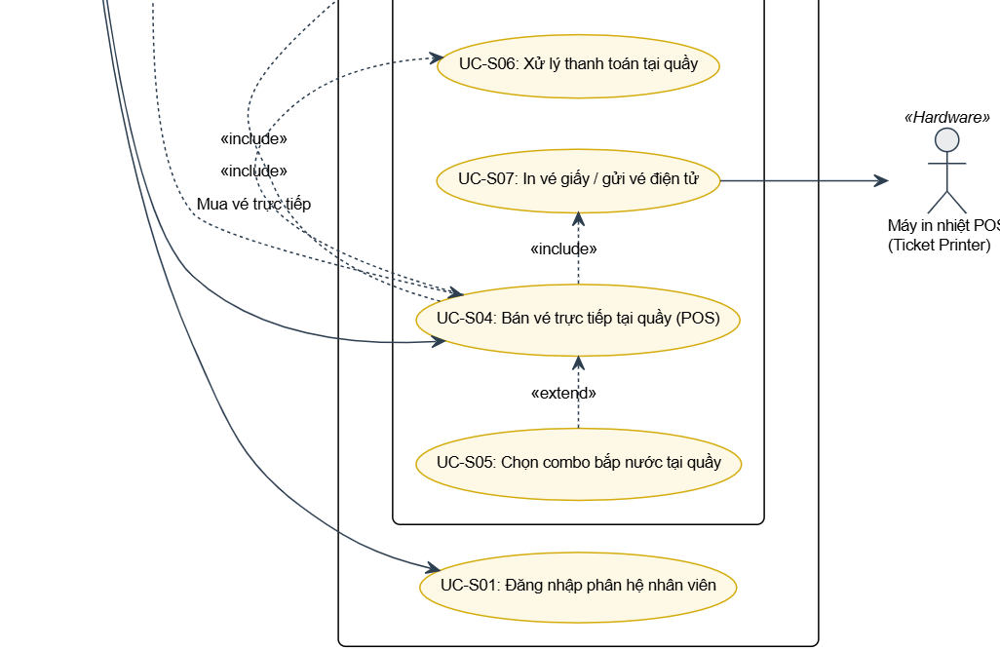 UC-S06: Xử lý thanh toán tại quầy
«Hardware»
«include»
«include»
UC-S07: In vé giấy / gửi vé điện tử
Mua vé trực tiếp
Máy in nhiệt POS
(Ticket Printer)
«include»
UC-S04: Bán vé trực tiếp tại quầy (POS)
«extend»
UC-S05: Chọn combo bắp nước tại quầy
UC-S01: Đăng nhập phân hệ nhân viên